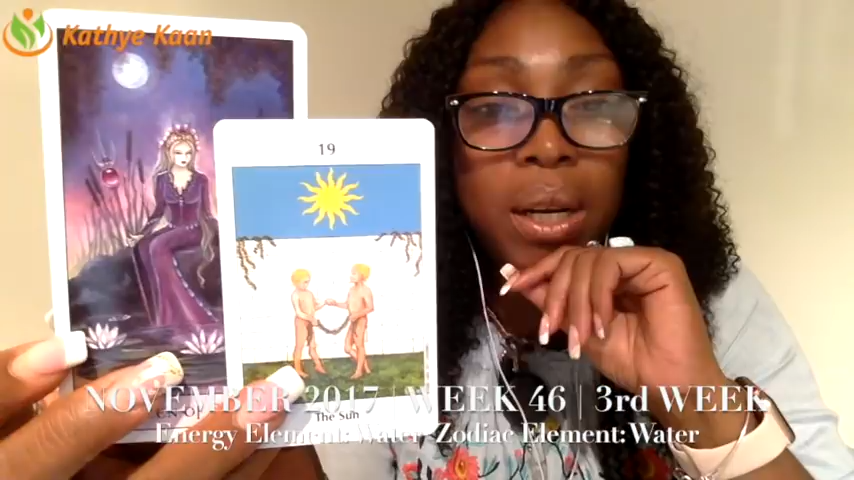 Kathye Kaan
19
The Sun
NOVEMBER 2017 | WEEK 46 | 3rd WEEK
Energy Element: Water Zodiac Element: Water